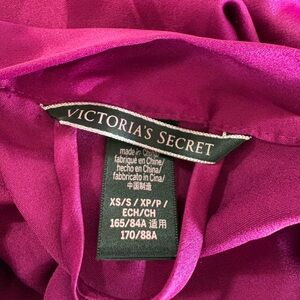 VICTORIA'S SECRET
made in China/
fabriqué en Chine/
hecho en China/
fabbricato in Cina/
中国制造
XS/S / XP/P /
ECH/CH
165/84A 适用
170/88A